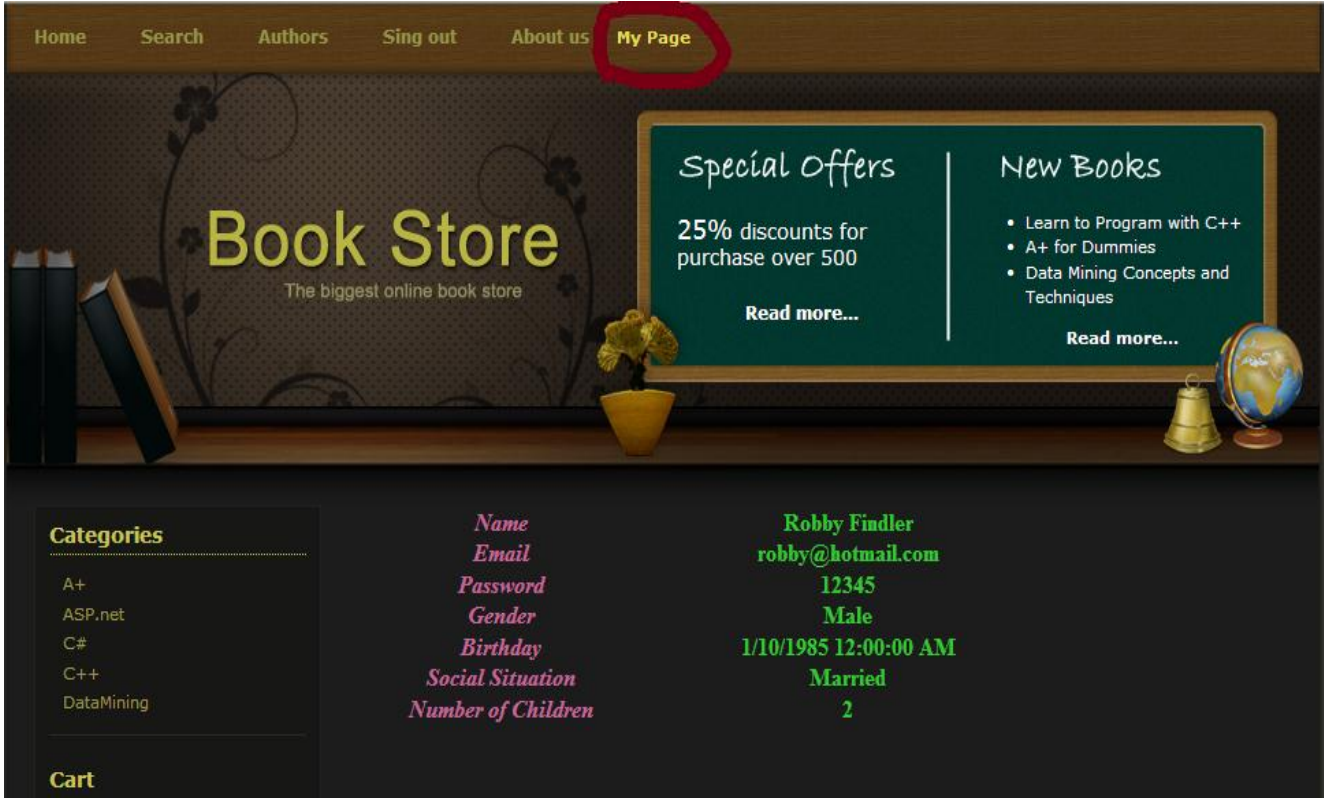 Home Search Authors Sing out About us My Page
Book Store
The biggest online book store
Special Offers
25% discounts for
purchase over 500
Read more...
New Books
• Learn to Program with C++
• A+ for Dummies
• Data Mining Concepts and
Techniques
Read more...
Categories
A+
ASP.net
C#
C++
DataMining
Cart
Name Robby Findler
Email robby@hotmail.com
Password 12345
Gender Male
Birthday 1/10/1985 12:00:00 AM
Social Situation Married
Number of Children 2